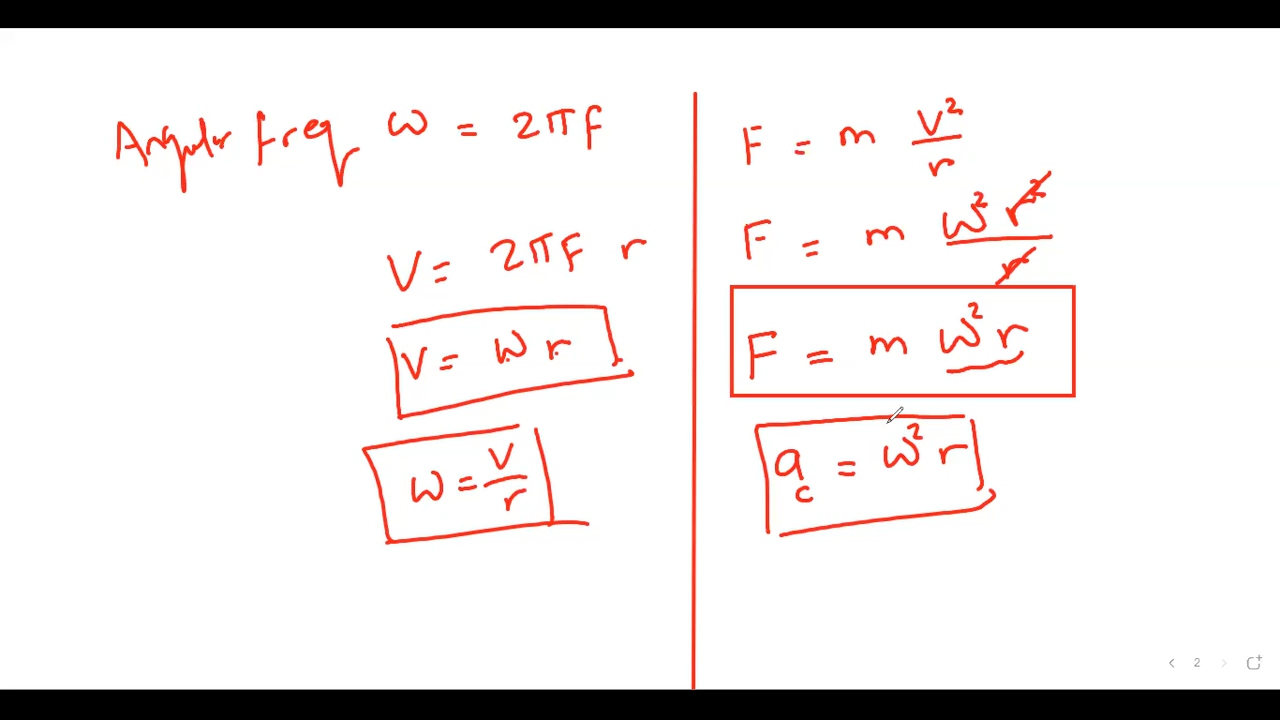 Angular freq ω = 2πf
V = 2πf r
V = ω r
ω = v/r
F = m v²/r
F = m ω² r²/r
F = m ω² r
a_c = ω² r
2